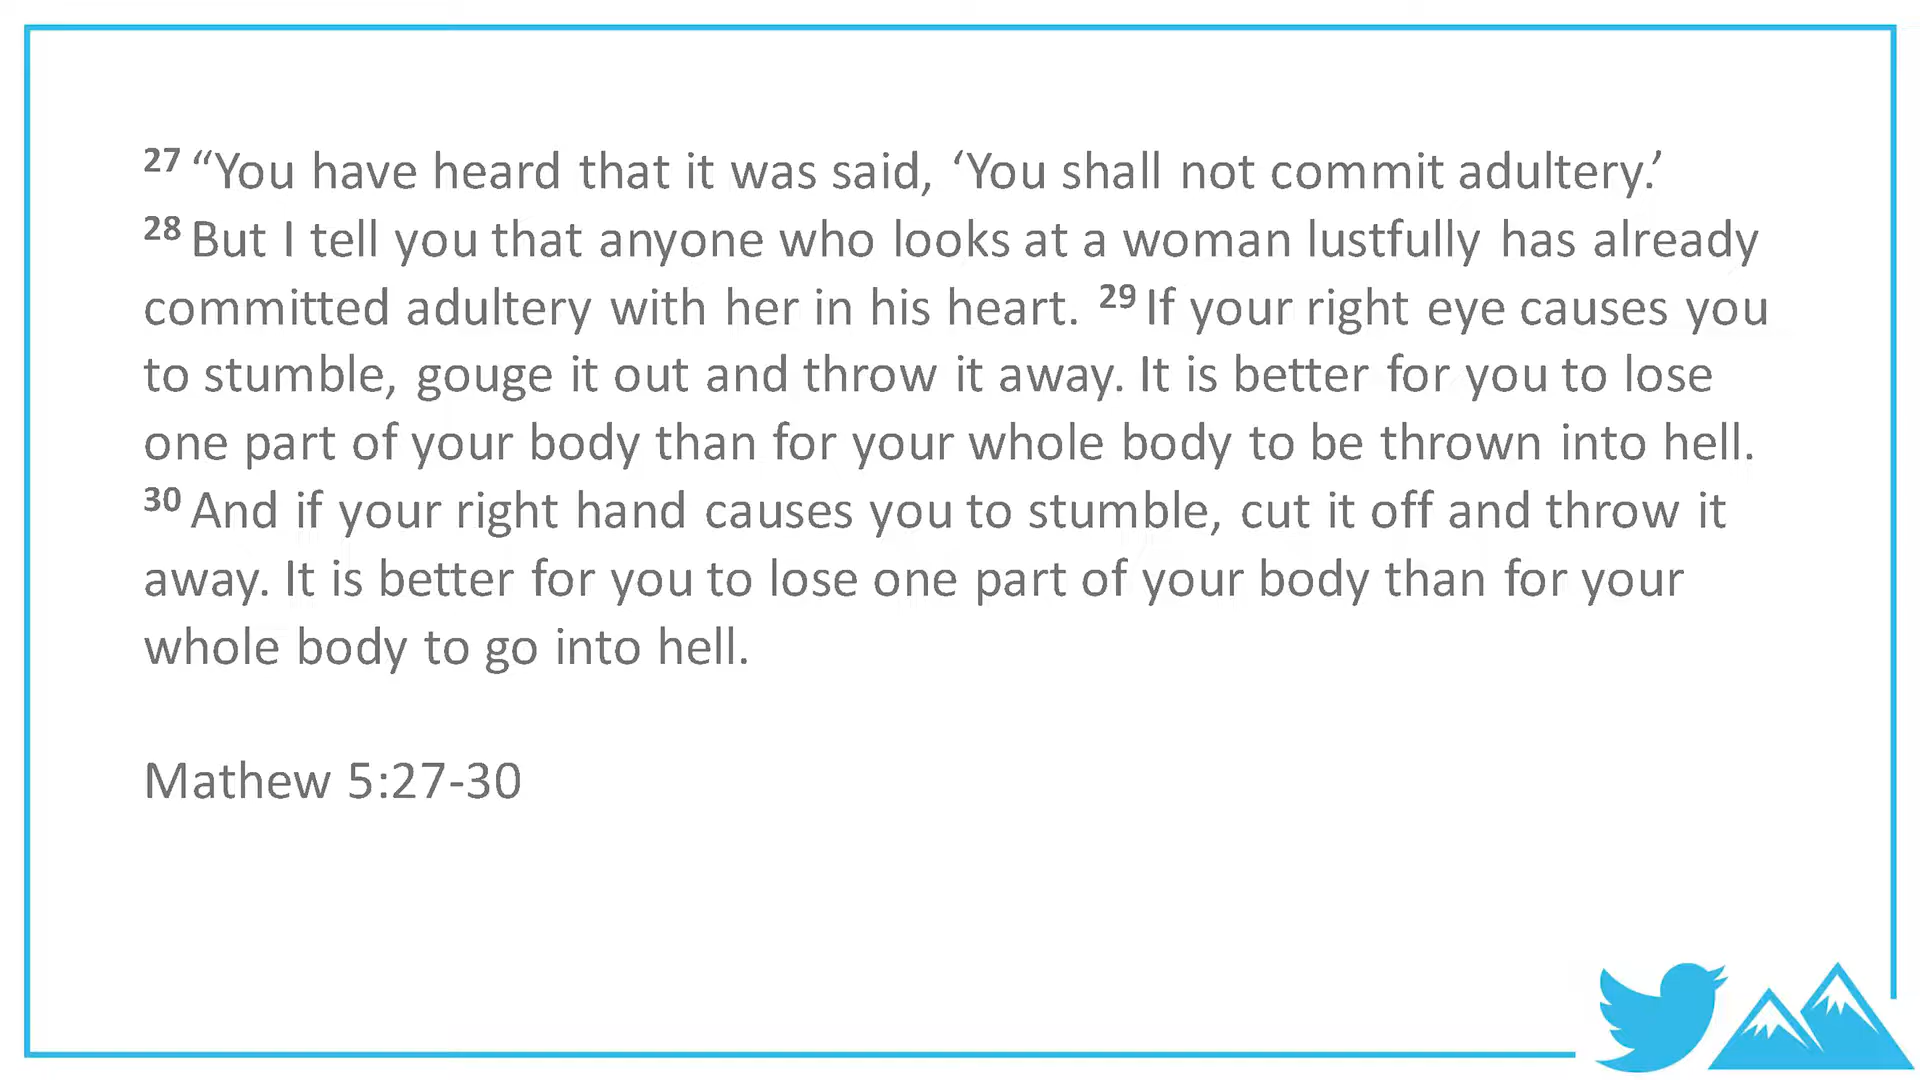 27 “You have heard that it was said, ‘You shall not commit adultery.’
28 But I tell you that anyone who looks at a woman lustfully has already
committed adultery with her in his heart. 29 If your right eye causes you
to stumble, gouge it out and throw it away. It is better for you to lose
one part of your body than for your whole body to be thrown into hell.
30 And if your right hand causes you to stumble, cut it off and throw it
away. It is better for you to lose one part of your body than for your
whole body to go into hell.
Mathew 5:27-30